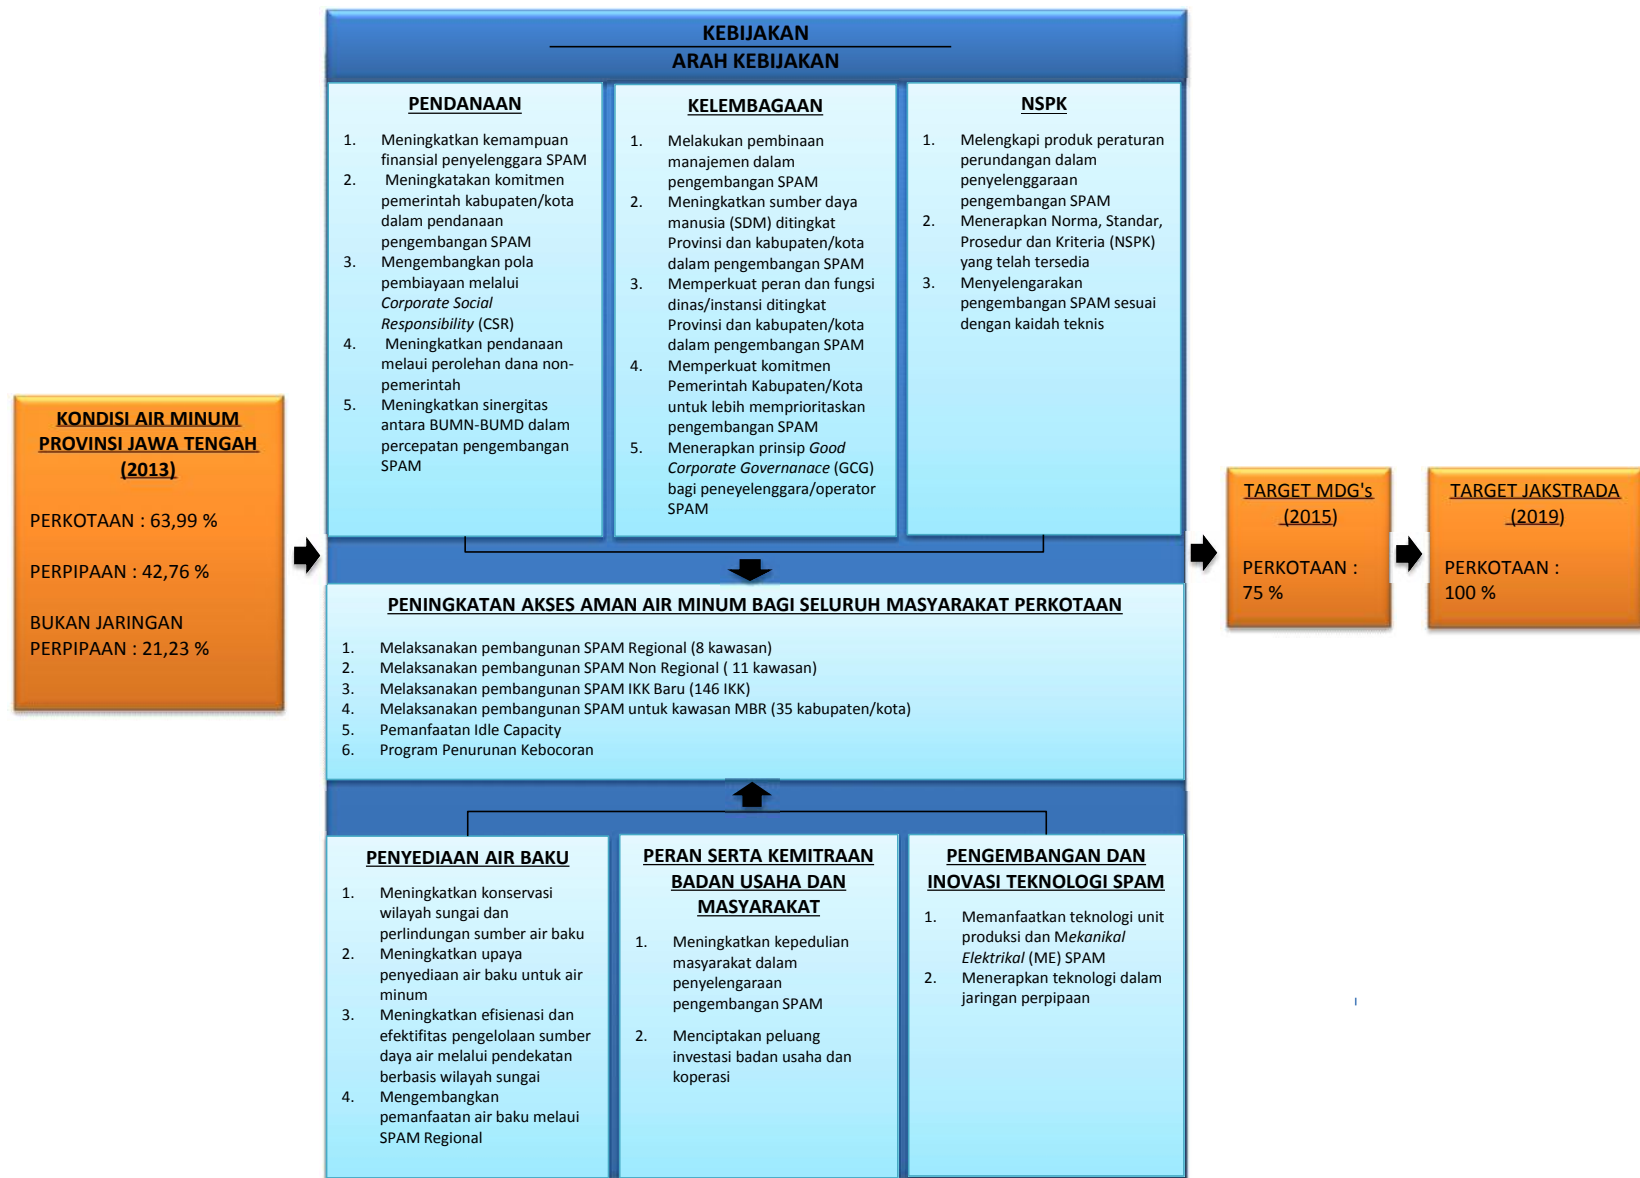 KEBIJAKAN
ARAH KEBIJAKAN
PENDANAAN
1. Meningkatkan kemampuan
finansial penyelenggara SPAM
2. Meningkatakan komitmen
pemerintah kabupaten/kota
dalam pendanaan
pengembangan SPAM
3. Mengembangkan pola
pembiayaan melalui
Corporate Social
Responsibility (CSR)
4. Meningkatkan pendanaan
melaui perolehan dana non-
pemerintah
5. Meningkatkan sinergitas
antara BUMN-BUMD dalam
percepatan pengembangan
SPAM
KELEMBAGAAN
1. Melakukan pembinaan
manajemen dalam
pengembangan SPAM
2. Meningkatkan sumber daya
manusia (SDM) ditingkat
Provinsi dan kabupaten/kota
dalam pengembangan SPAM
3. Memperkuat peran dan fungsi
dinas/instansi ditingkat
Provinsi dan kabupaten/kota
dalam pengembangan SPAM
4. Memperkuat komitmen
Pemerintah Kabupaten/Kota
untuk lebih memprioritaskan
pengembangan SPAM
5. Menerapkan prinsip Good
Corporate Governanace (GCG)
bagi peneyelenggara/operator
SPAM
NSPK
1. Melengkapi produk peraturan
perundangan dalam
penyelenggaraan
pengembangan SPAM
2. Menerapkan Norma, Standar,
Prosedur dan Kriteria (NSPK)
yang telah tersedia
3. Menyelengarakan
pengembangan SPAM sesuai
dengan kaidah teknis
KONDISI AIR MINUM
PROVINSI JAWA TENGAH
(2013)
PERKOTAAN : 63,99 %
PERPIPAAN : 42,76 %
BUKAN JARINGAN
PERPIPAAN : 21,23 %
PENINGKATAN AKSES AMAN AIR MINUM BAGI SELURUH MASYARAKAT PERKOTAAN
1. Melaksanakan pembangunan SPAM Regional (8 kawasan)
2. Melaksanakan pembangunan SPAM Non Regional ( 11 kawasan)
3. Melaksanakan pembangunan SPAM IKK Baru (146 IKK)
4. Melaksanakan pembangunan SPAM untuk kawasan MBR (35 kabupaten/kota)
5. Pemanfaatan Idle Capacity
6. Program Penurunan Kebocoran
TARGET MDG's
(2015)
PERKOTAAN :
75 %
TARGET JAKSTRADA
(2019)
PERKOTAAN :
100 %
PENYEDIAAN AIR BAKU
1. Meningkatkan konservasi
wilayah sungai dan
perlindungan sumber air baku
2. Meningkatkan upaya
penyediaan air baku untuk air
minum
3. Meningkatkan efisienasi dan
efektifitas pengelolaan sumber
daya air melalui pendekatan
berbasis wilayah sungai
4. Mengembangkan
pemanfaatan air baku melaui
SPAM Regional
PERAN SERTA KEMITRAAN
BADAN USAHA DAN
MASYARAKAT
1. Meningkatkan kepedulian
masyarakat dalam
penyelengaraan
pengembangan SPAM
2. Menciptakan peluang
investasi badan usaha dan
koperasi
PENGEMBANGAN DAN
INOVASI TEKNOLOGI SPAM
1. Memanfaatkan teknologi unit
produksi dan Mekanikal
Elektrikal (ME) SPAM
2. Menerapkan teknologi dalam
jaringan perpipaan